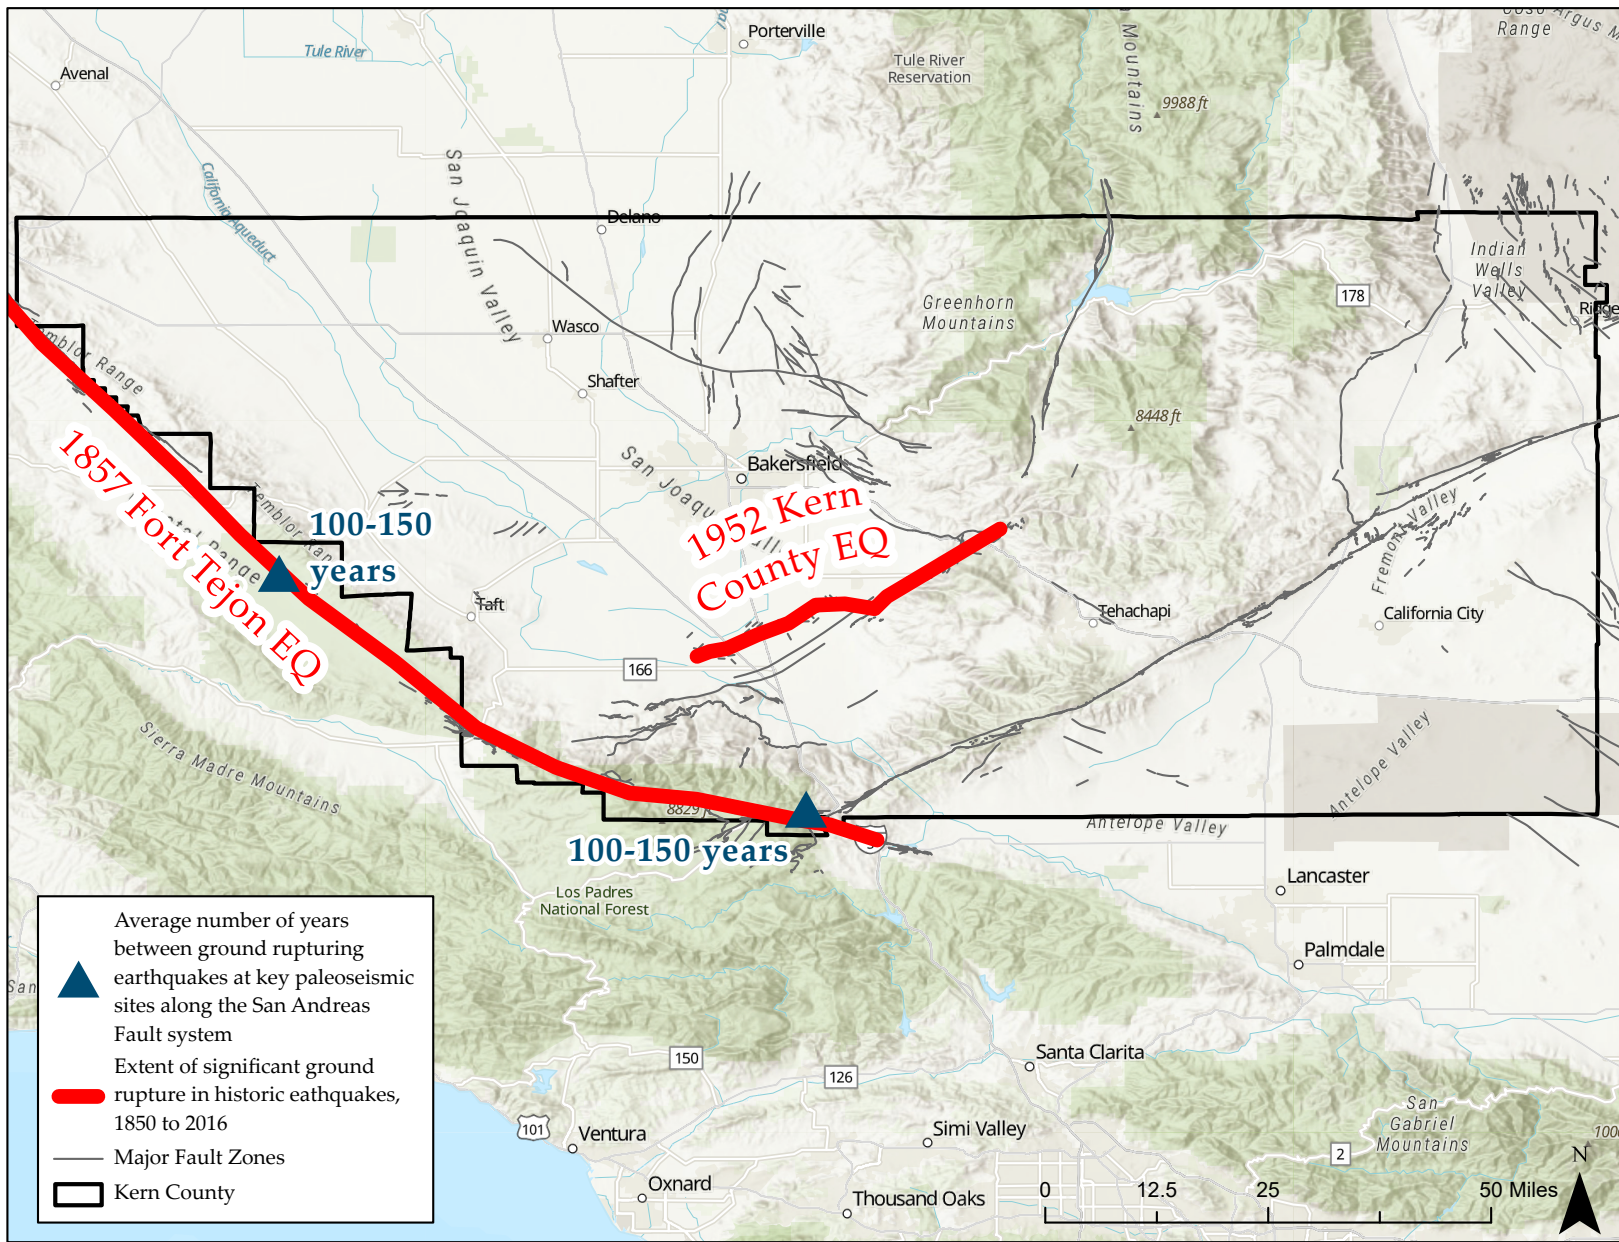 Porterville
Avenal
Tule River
Tule River
Reservation
Mountains
9988 ft
Range
San Joaquin Valley
California Aqueduct
Delano
Indian
Wells
Valley
178
Greenhorn
Mountains
Wasco
Temblor Range
Shafter
8448 ft
Bakersfield
1857 Fort Tejon EQ
100-150
years
1952 Kern
County EQ
Fremont Valley
Taft
Tehachapi
California City
166
Sierra Madre Mountains
8829
Antelope Valley
Antelope Valley
100-150 years
Los Padres
National Forest
Lancaster
Palmdale
Average number of years
between ground rupturing
earthquakes at key paleoseismic
sites along the San Andreas
Fault system
Extent of significant ground
rupture in historic eathquakes,
1850 to 2016
Major Fault Zones
Kern County
Santa Clarita
150
126
101
Ventura
Simi Valley
San
Gabriel
Mountains
2
N
Oxnard
Thousand Oaks
0 12.5 25 50 Miles